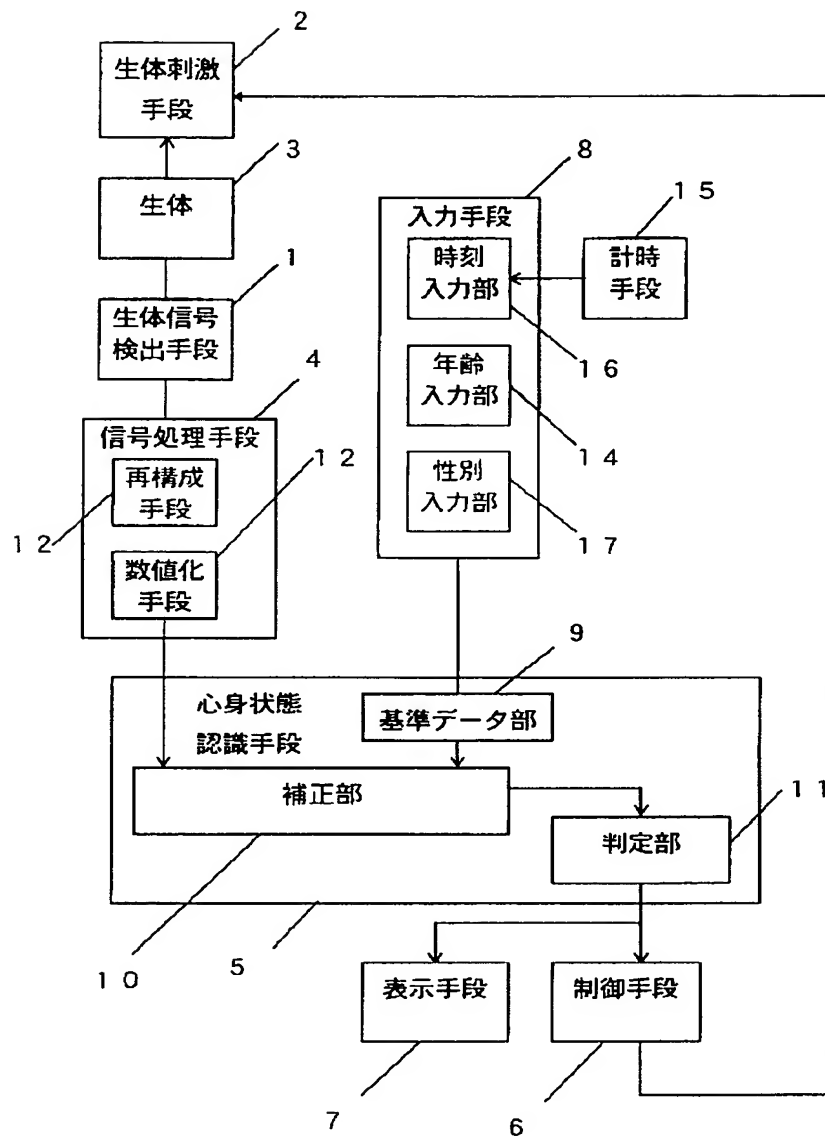 2
生体刺激
手段
3
生体
1
生体信号
検出手段
4
信号処理手段
再構成
手段
12
12
数値化
手段
8
入力手段
時刻
入力部
15
計時
手段
16
年齢
入力部
14
性別
入力部
17
9
心身状態
認識手段
基準データ部
補正部
11
判定部
10
5
表示手段
制御手段
7
6